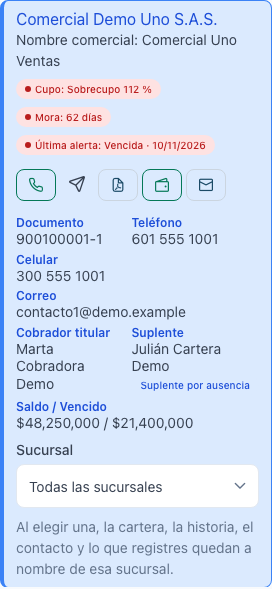 Comercial Demo Uno S.A.S.
Nombre comercial: Comercial Uno
Ventas
Cupo: Sobrecupo 112 %
Mora: 62 días
Última alerta: Vencida · 10/11/2026
Documento Teléfono
900100001-1 601 555 1001
Celular
300 555 1001
Correo
contacto1@demo.example
Cobrador titular Suplente
Marta Julián Cartera
Cobradora Demo
Demo Suplente por ausencia
Saldo / Vencido
$48,250,000 / $21,400,000
Sucursal
Todas las sucursales
Al elegir una, la cartera, la historia, el
contacto y lo que registres quedan a
nombre de esa sucursal.